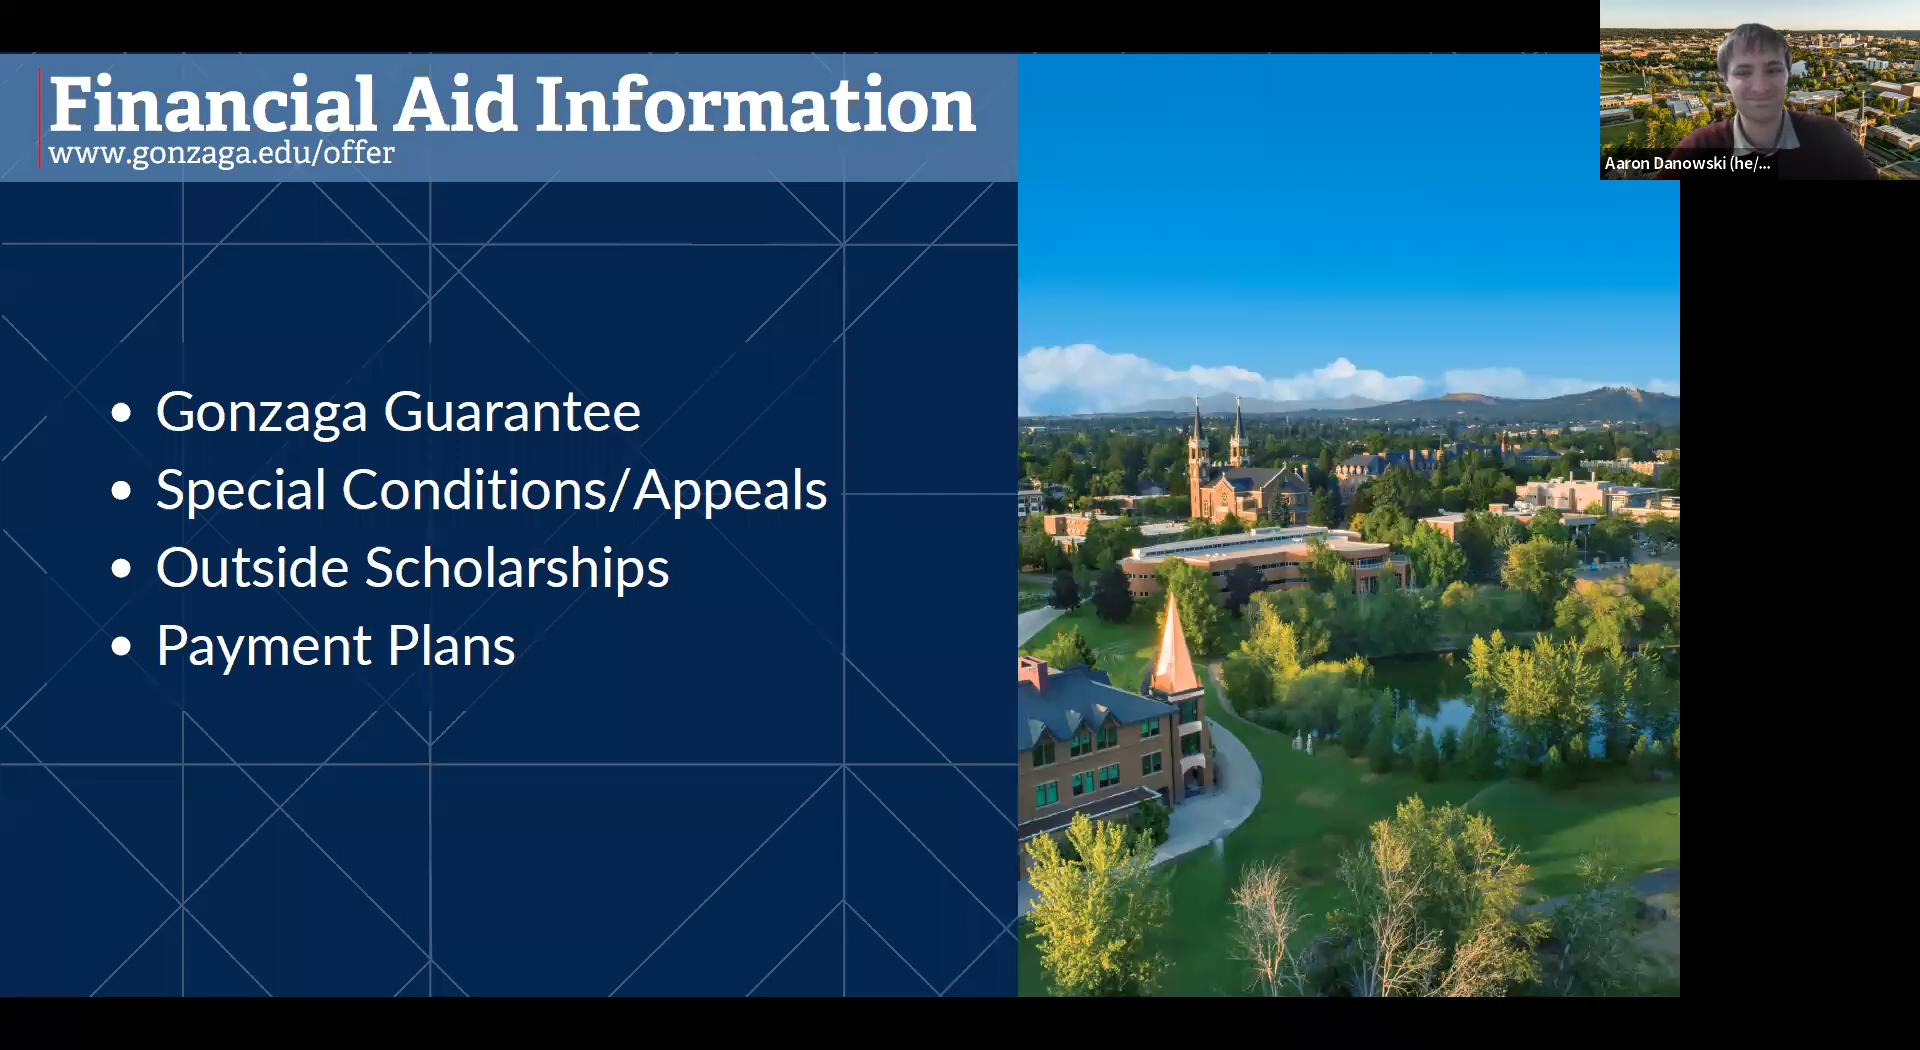 Financial Aid Information
www.gonzaga.edu/offer
Aaron Danowski (he/...
• Gonzaga Guarantee
• Special Conditions/Appeals
• Outside Scholarships
• Payment Plans